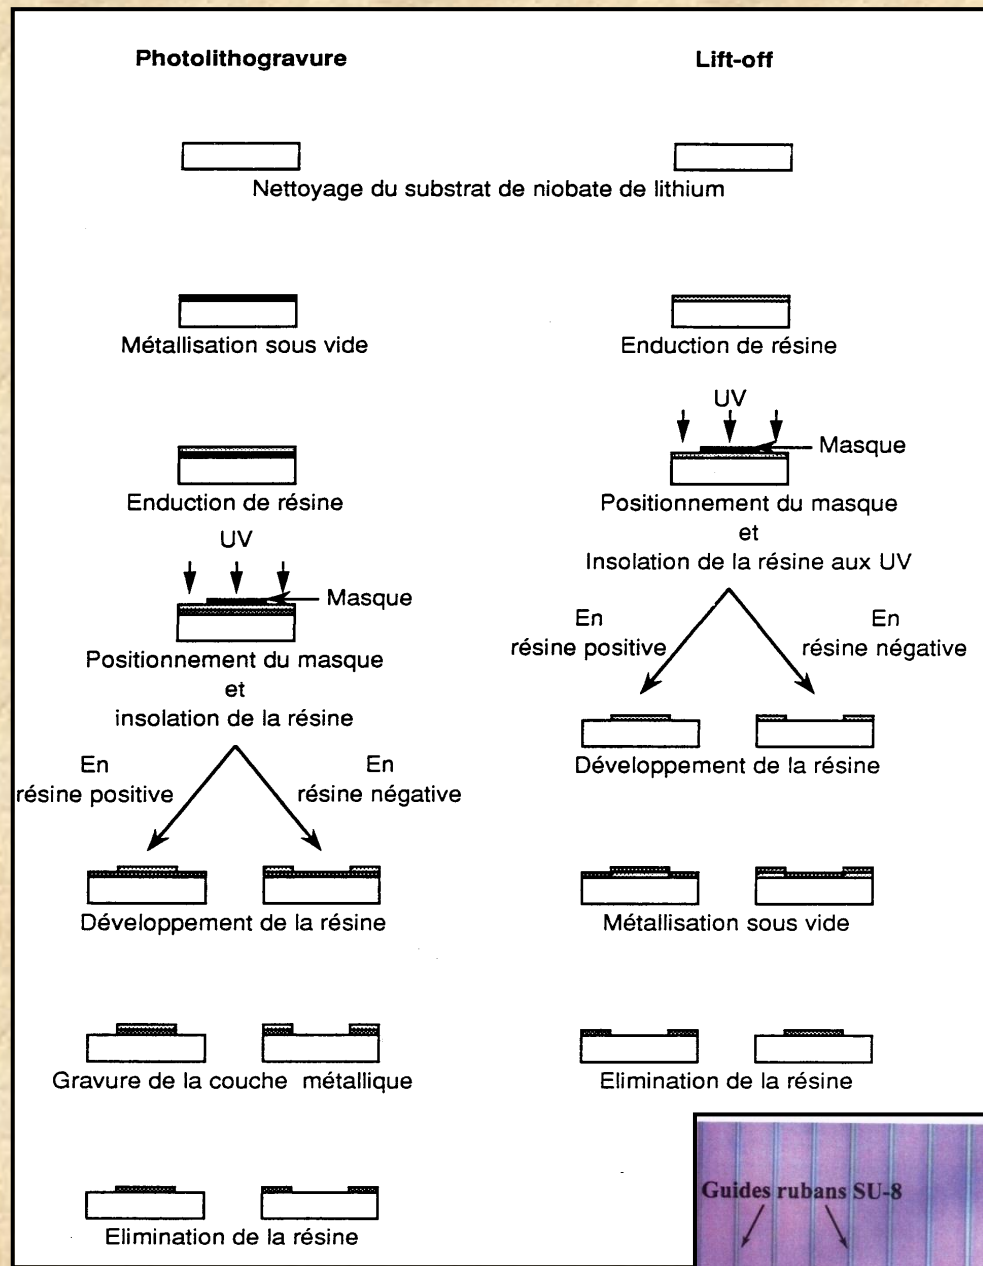 Photolithogravure
Lift-off
Nettoyage du substrat de niobate de lithium
Métallisation sous vide
Enduction de résine
UV
Masque
Positionnement du masque
et
insolation de la résine
En
résine positive
En
résine négative
Développement de la résine
Gravure de la couche métallique
Elimination de la résine
Enduction de résine
UV
Masque
Positionnement du masque
et
Insolation de la résine aux UV
En
résine positive
En
résine négative
Développement de la résine
Métallisation sous vide
Elimination de la résine
Guides rubans SU-8